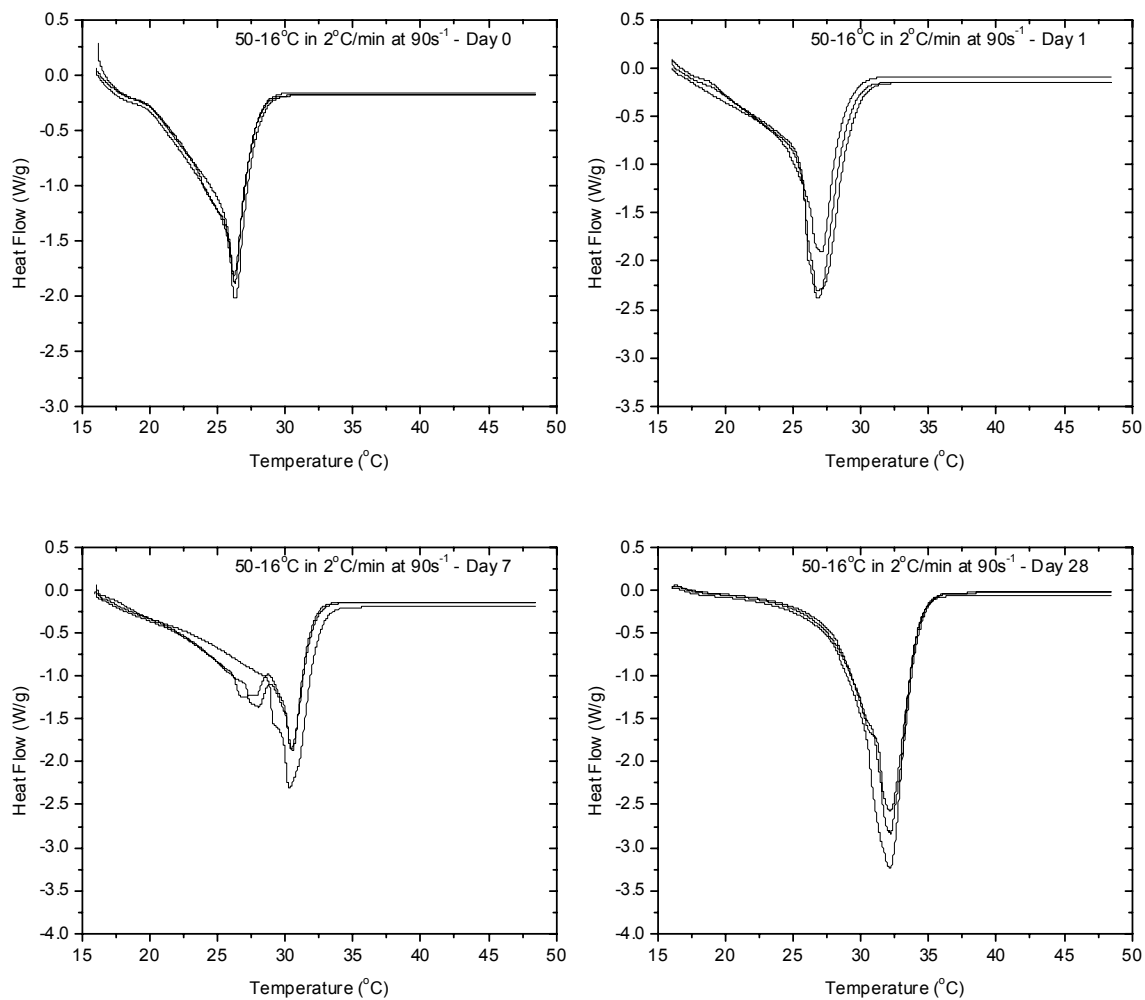 50-16°C in 2°C/min at 90s⁻¹ - Day 0
0.5
0.0
-0.5
-1.0
-1.5
-2.0
-2.5
-3.0
Heat Flow (W/g)
15 20 25 30 35 40 45 50
Temperature (°C)
50-16°C in 2°C/min at 90s⁻¹ - Day 1
0.5
0.0
-0.5
-1.0
-1.5
-2.0
-2.5
-3.0
-3.5
Heat Flow (W/g)
15 20 25 30 35 40 45 50
Temperature (°C)
50-16°C in 2°C/min at 90s⁻¹ - Day 7
0.5
0.0
-0.5
-1.0
-1.5
-2.0
-2.5
-3.0
-3.5
-4.0
Heat Flow (W/g)
15 20 25 30 35 40 45 50
Temperature (°C)
50-16°C in 2°C/min at 90s⁻¹ - Day 28
0.5
0.0
-0.5
-1.0
-1.5
-2.0
-2.5
-3.0
-3.5
-4.0
Heat Flow (W/g)
15 20 25 30 35 40 45 50
Temperature (°C)